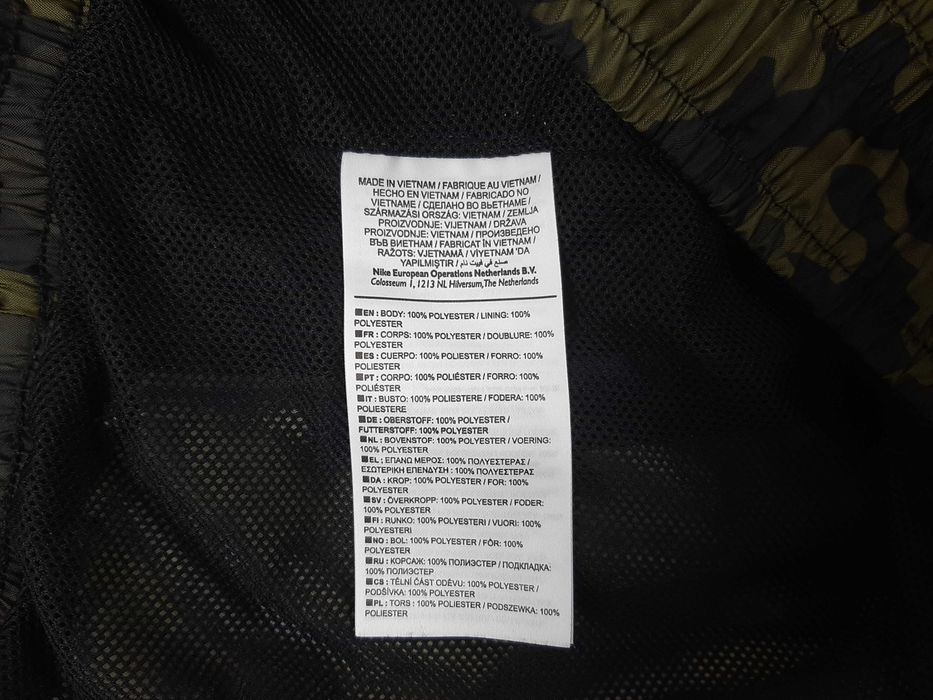 MADE IN VIETNAM / FABRIQUE AU VIETNAM /
HECHO EN VIETNAM / FABRICADO NO
VIETNAME / СДЕЛАНО ВО ВЬЕТНАМЕ /
SZÁRMAZÁSI ORSZÁG: VIETNAM / ZEMLJA
PROIZVODNJE: VIJETNAM / DRŽAVA
PROIZVODNJE: VIETNAM / ПРОИЗВЕДЕНО
ВЪВ ВИЕТНАМ / FABRICAT ÎN VIETNAM /
RAŽOTS: VJETNAMĀ / VİYETNAM 'DA
YAPILMIŞTIR / صنع في فييت نام
Nike European Operations Netherlands B.V.
Colosseum 1, 1213 NL Hilversum, The Netherlands
EN : BODY: 100% POLYESTER / LINING: 100%
POLYESTER
FR : CORPS: 100% POLYESTER / DOUBLURE: 100%
POLYESTER
ES : CUERPO: 100% POLIESTER / FORRO: 100%
POLIESTER
PT : CORPO: 100% POLIÉSTER / FORRO: 100%
POLIÉSTER
IT : BUSTO: 100% POLIESTERE / FODERA: 100%
POLIESTERE
DE : OBERSTOFF: 100% POLYESTER /
FUTTERSTOFF: 100% POLYESTER
NL : BOVENSTOF: 100% POLYESTER / VOERING:
100% POLYESTER
EL : ΕΠΑΝΩ ΜΕΡΟΣ: 100% ΠΟΛΥΕΣΤΕΡΑΣ /
ΕΣΩΤΕΡΙΚΗ ΕΠΕΝΔΥΣΗ : 100% ΠΟΛΥΕΣΤΕΡΑΣ
DA : KROP: 100% POLYESTER / FOR: 100%
POLYESTER
SV : ÖVERKROPP: 100% POLYESTER / FODER:
100% POLYESTER
FI : RUNKO: 100% POLYESTERI / VUORI: 100%
POLYESTERI
NO : BOL: 100% POLYESTER / FÔR: 100%
POLYESTER
RU : КОРСАЖ: 100% ПОЛИЭСТЕР / ПОДКЛАДКА:
100% ПОЛИЭСТЕР
CS : TĚLNÍ ČÁST ODĚVU: 100% POLYESTER /
PODŠÍVKA: 100% POLYESTER
PL : TORS : 100% POLIESTER / PODSZEWKA: 100%
POLIESTER